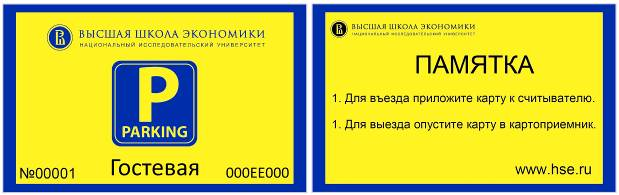 ВЫСШАЯ ШКОЛА ЭКОНОМИКИ
НАЦИОНАЛЬНЫЙ ИССЛЕДОВАТЕЛЬСКИЙ УНИВЕРСИТЕТ
P
PARKING
№00001 Гостевая 000ЕЕ000
ВЫСШАЯ ШКОЛА ЭКОНОМИКИ
НАЦИОНАЛЬНЫЙ ИССЛЕДОВАТЕЛЬСКИЙ УНИВЕРСИТЕТ
ПАМЯТКА
1. Для въезда приложите карту к считывателю.
1. Для выезда опустите карту в картоприемник.
www.hse.ru